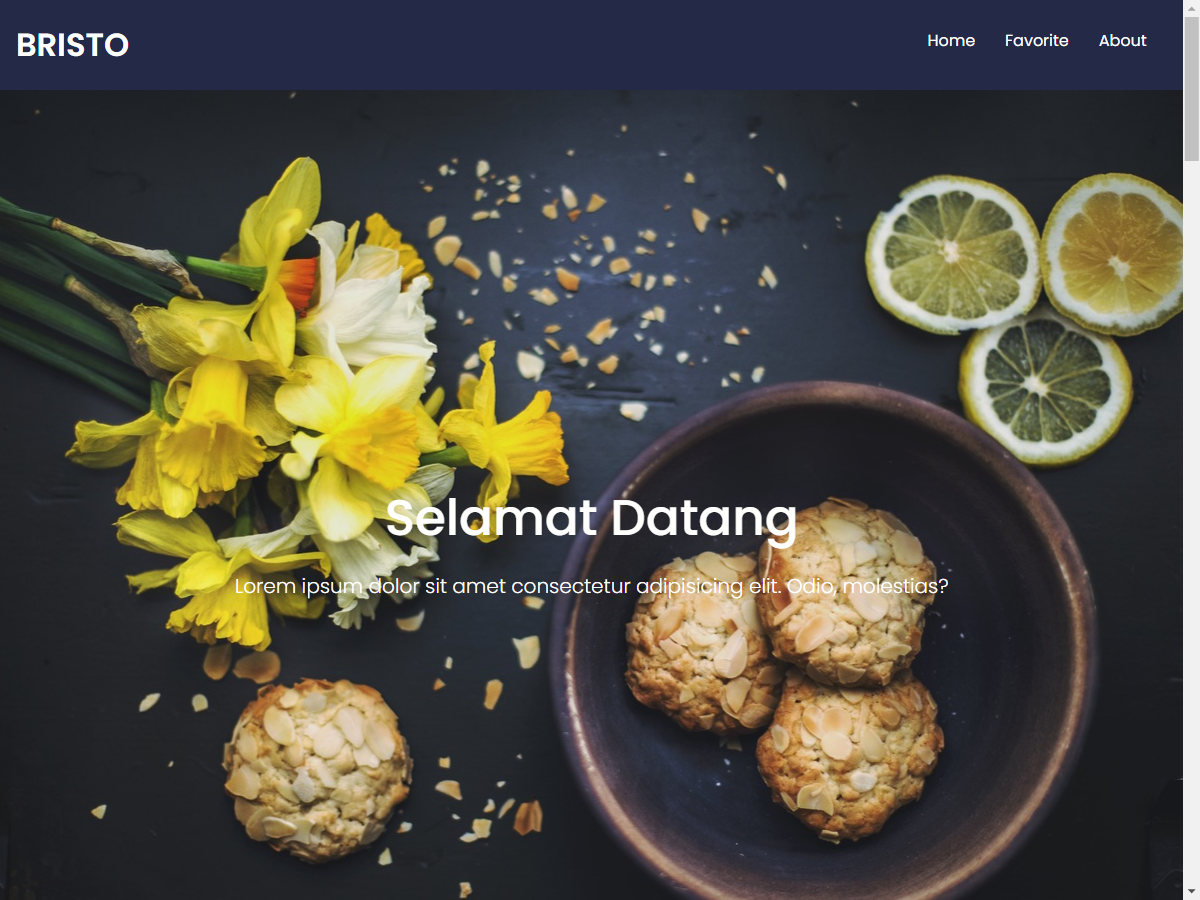 BRISTO
Home
Favorite
About
Selamat Datang
Lorem ipsum dolor sit amet consectetur adipisicing elit. Odio, molestias?